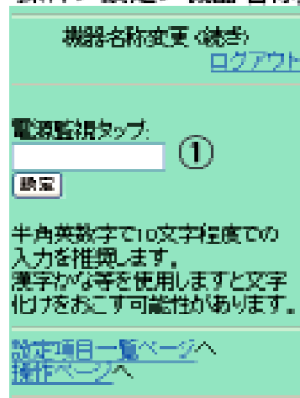 機器名称変更 <続き>
ログアウト
電源監視タップ:
①
設定
半角英数字で10文字程度での
入力を推奨します。
漢字かな等を使用しますと文字
化けをおこす可能性があります。
設定項目一覧ページへ
操作ページへ